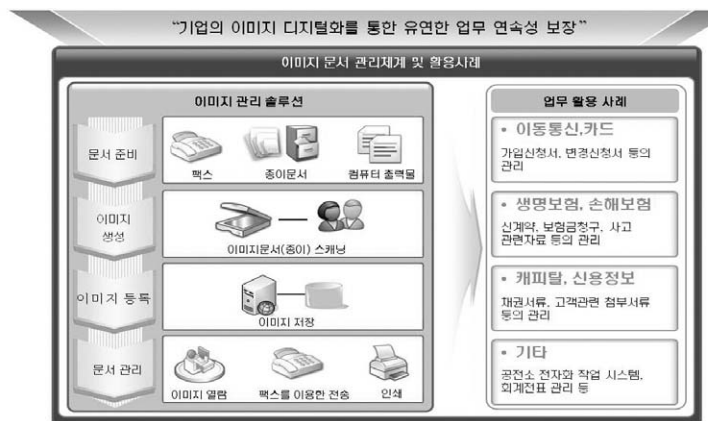 “기업의 이미지 디지털화를 통한 유연한 업무 연속성 보장”
이미지 문서 관리체계 및 활용사례
이미지 관리 솔루션
문서 준비
팩스
종이문서
컴퓨터 출력물
이미지
생성
이미지문서(종이) 스캐닝
이미지 등록
이미지 저장
문서 관리
이미지 열람
팩스를 이용한 전송
인쇄
업무 활용 사례
• 이동통신,카드
가입신청서, 변경신청서 등의
관리
• 생명보험, 손해보험
신계약, 보험금청구, 사고
관련자료 등의 관리
• 캐피탈, 신용정보
채권서류, 고객관련 첨부서류
등의 관리
• 기타
공전소 전자화 작업 시스템,
회계전표 관리 등